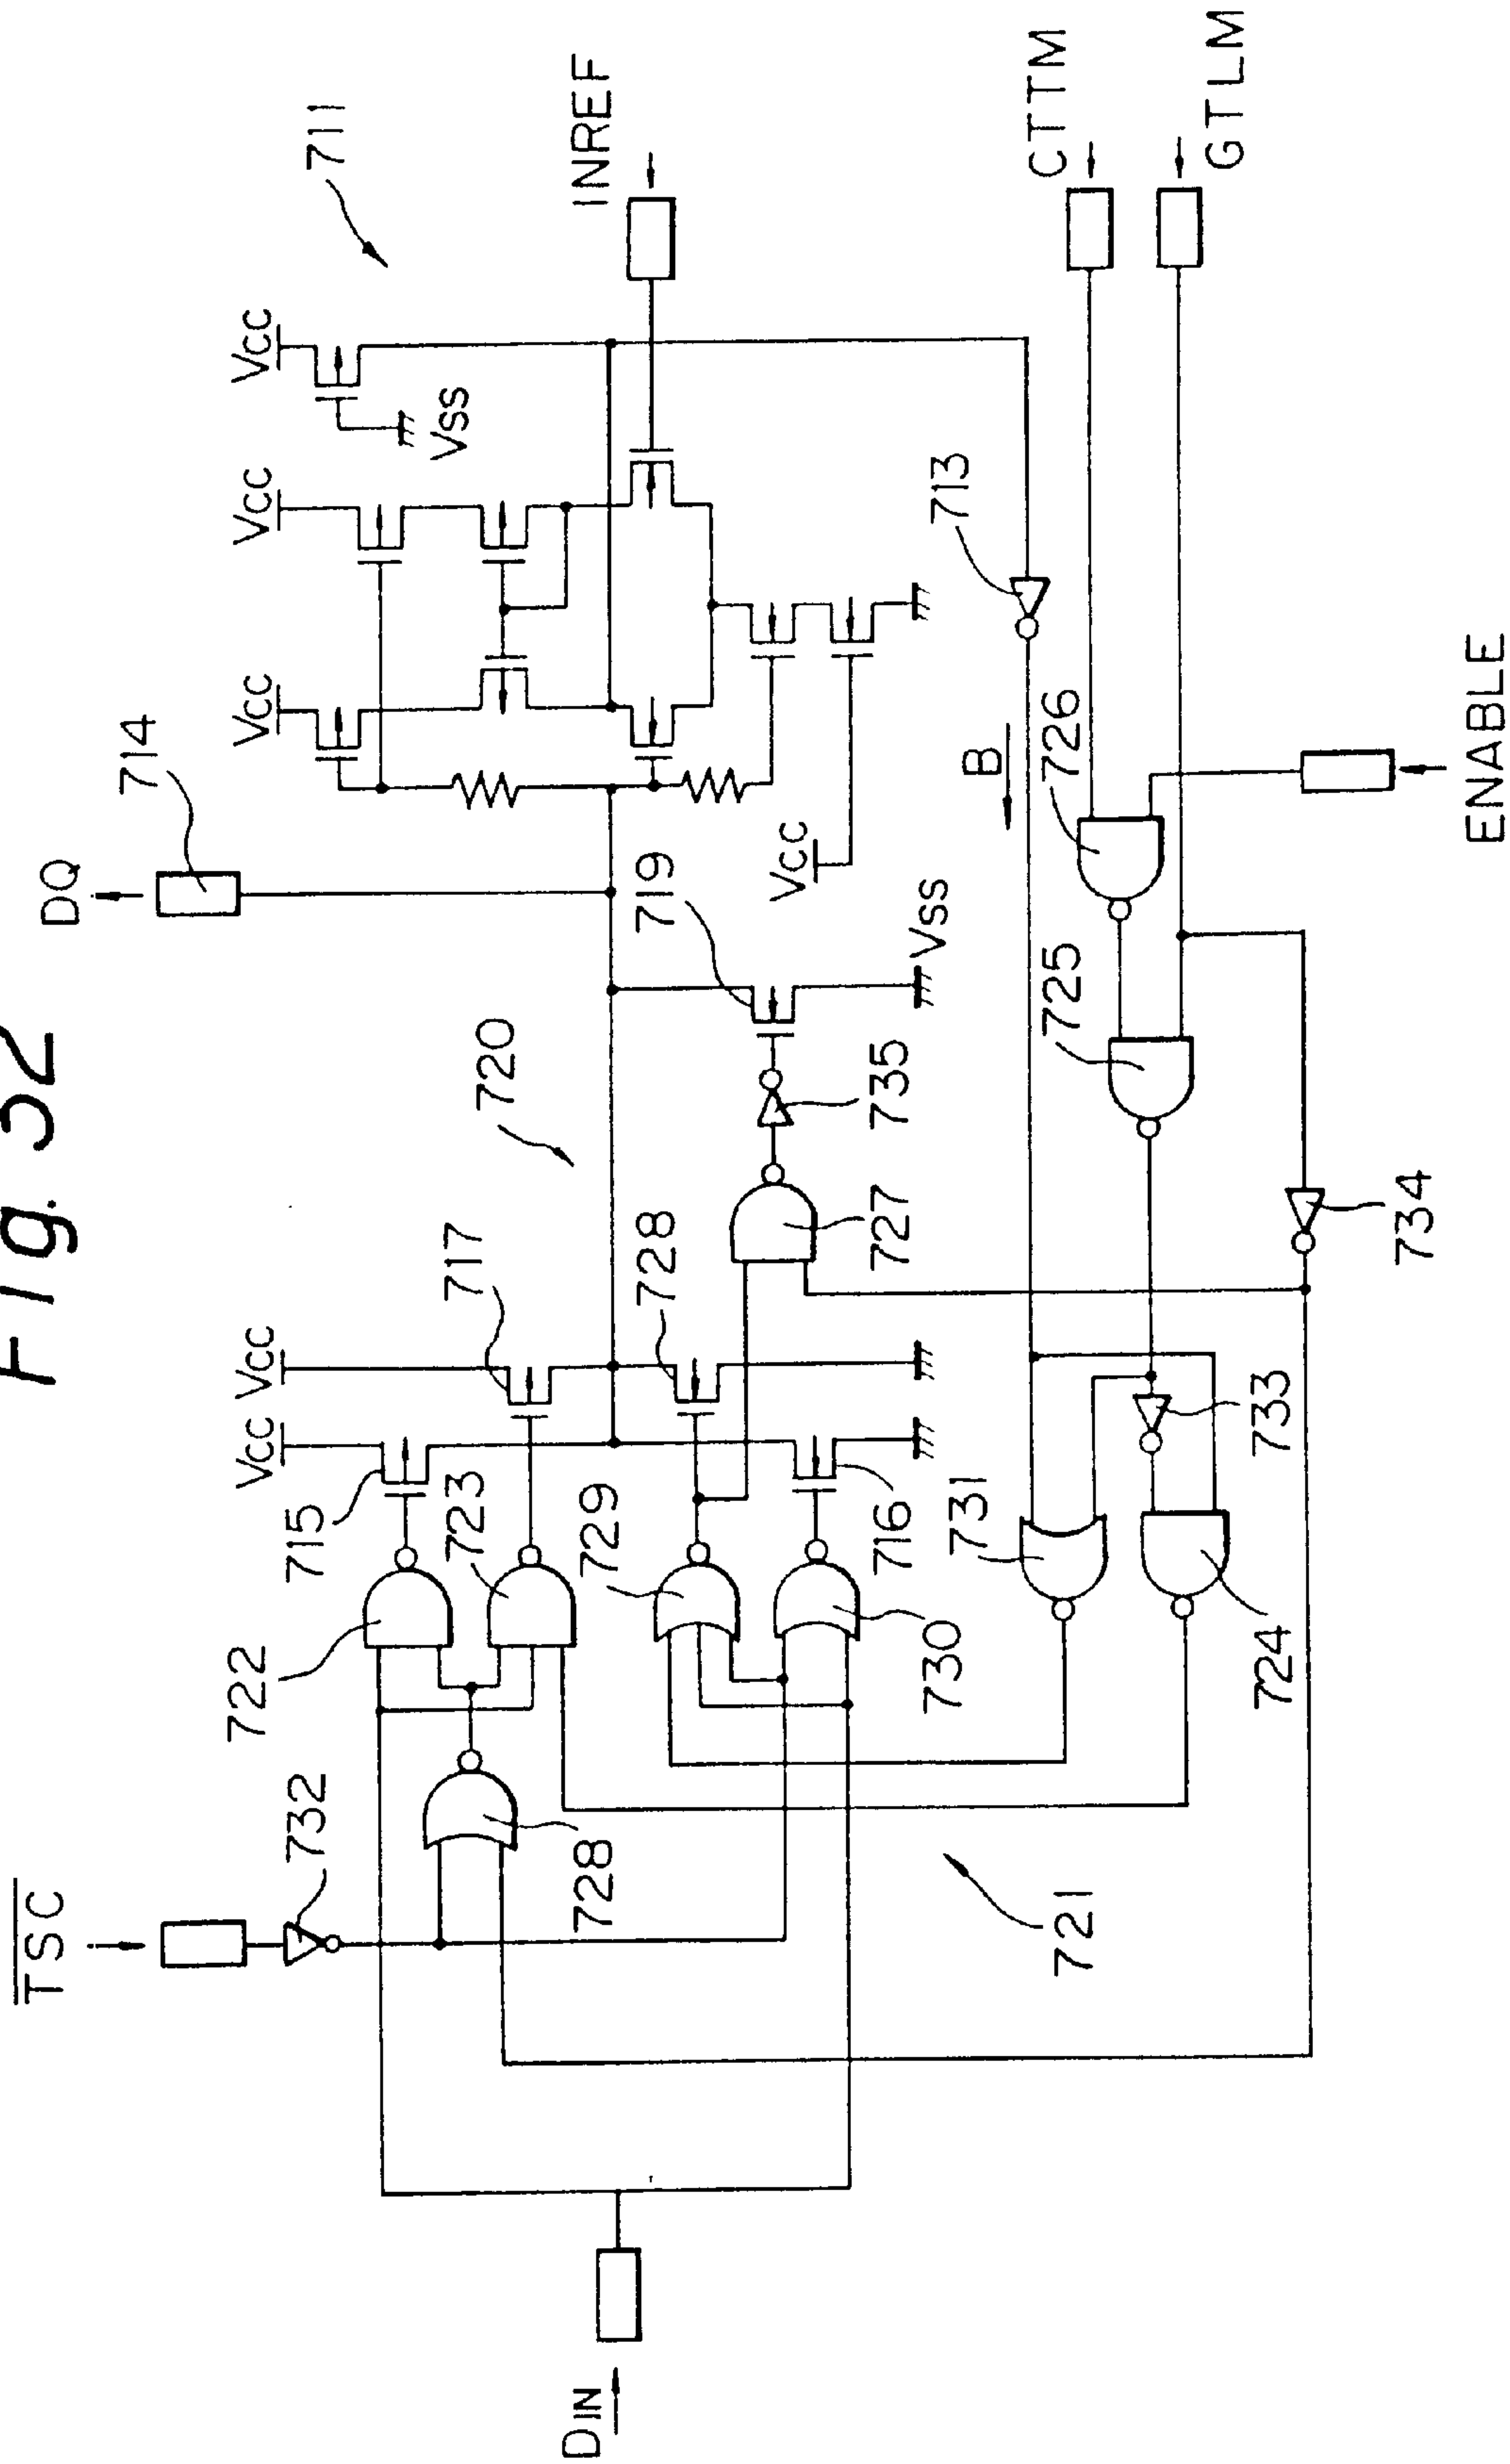 Fig. 32
DQ
714
711
INREF
Vcc
Vcc
Vcc
Vss
CTTM
GTLM
713
B
726
ENABLE
725
Vcc
719
Vss
720
735
727
734
717
728
Vcc
Vcc
715
723
729
716
731
733
722
730
724
TSC
732
728
721
DIN